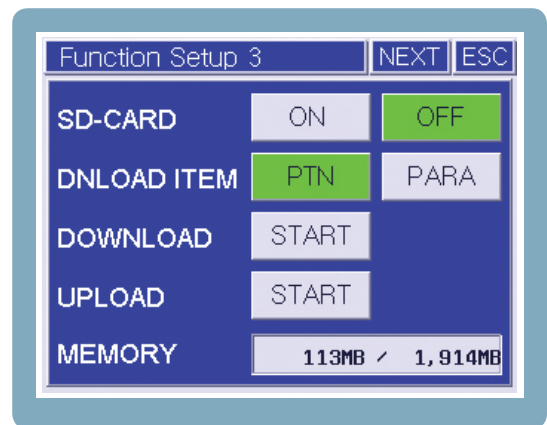 Function Setup 3 NEXT ESC
SD-CARD ON OFF
DNLOAD ITEM PTN PARA
DOWNLOAD START
UPLOAD START
MEMORY 113MB / 1,914MB